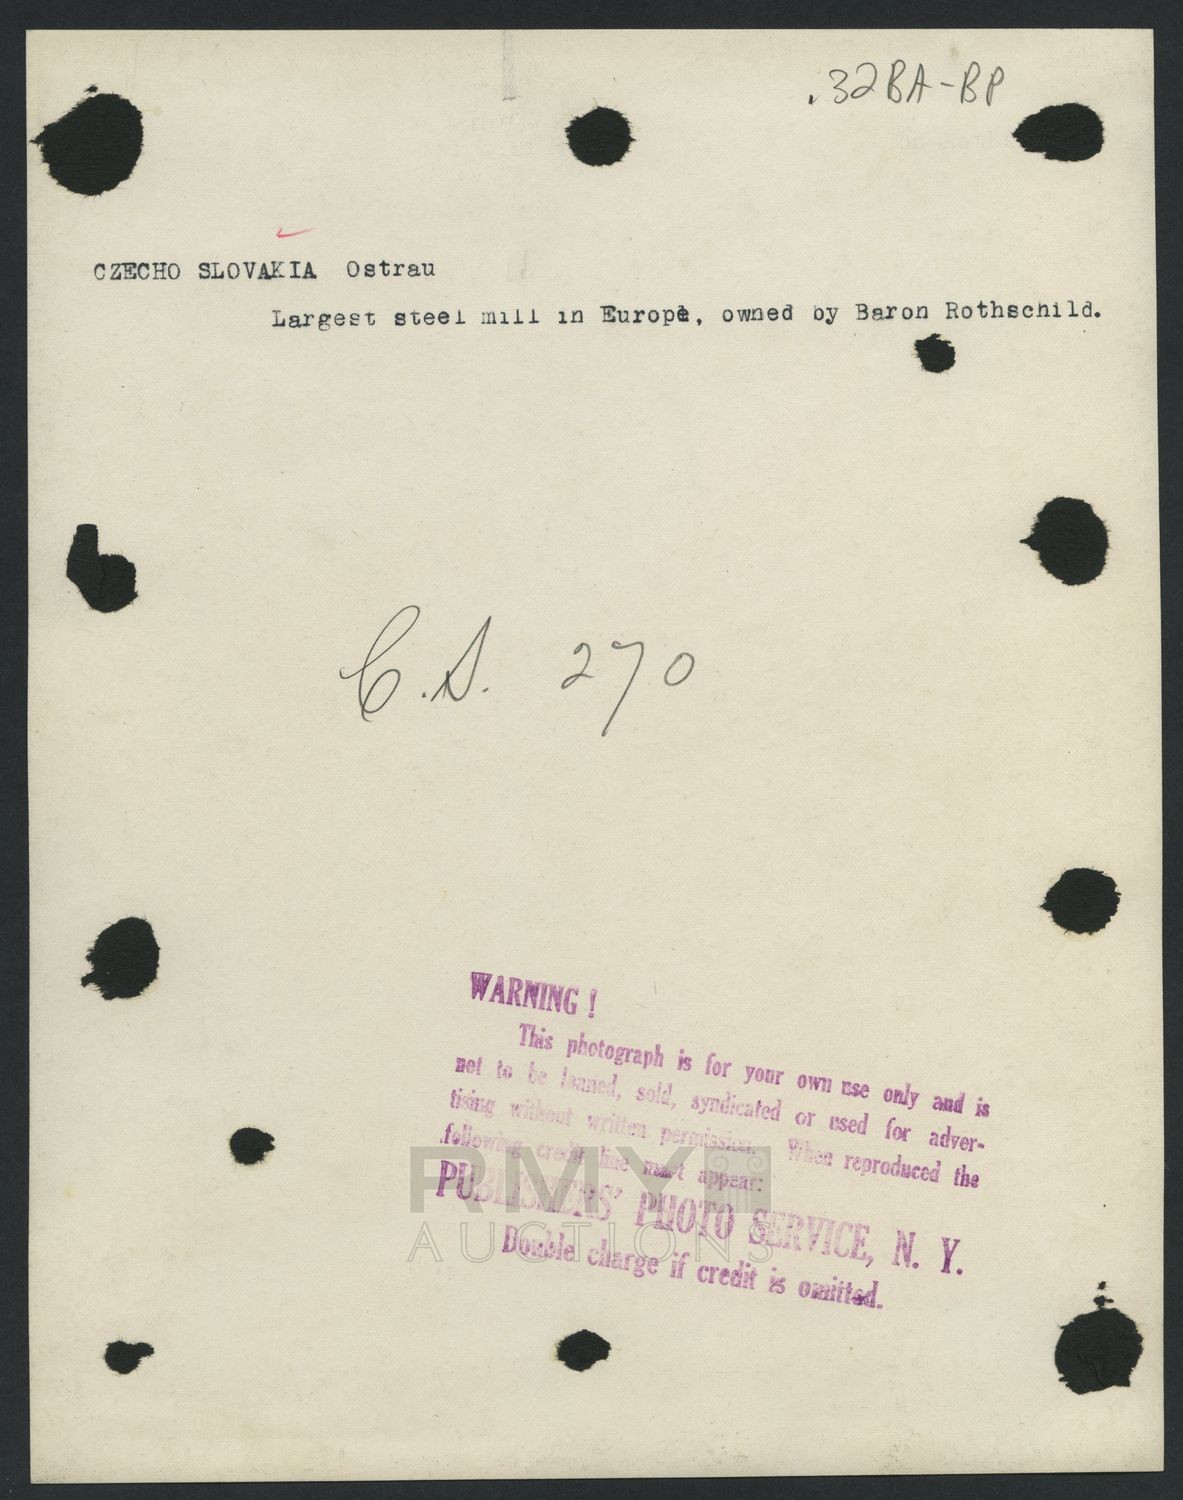 .32BA-BP
CZECHO SLOVAKIA Ostrau
Largest steel mill in Europe, owned by Baron Rothschild.
C.S. 270
WARNING !
This photograph is for your own use only and is
not to be loaned, sold, syndicated or used for adver-
tising without written permission. When reproduced the
following credit line must appear:
PUBLISHERS' PHOTO SERVICE, N. Y.
Double charge if credit is omitted.
RMY
AUCTIONS